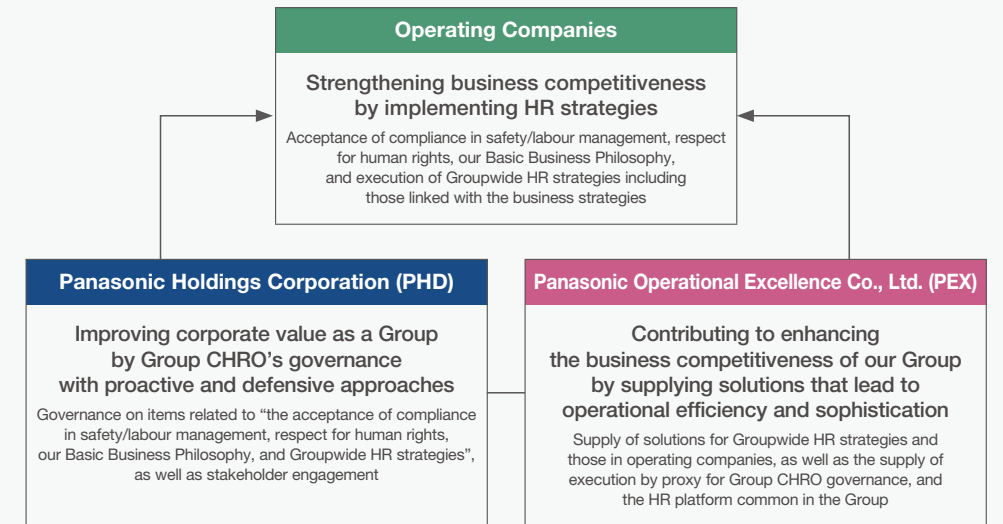 Operating Companies
Strengthening business competitiveness
by implementing HR strategies
Acceptance of compliance in safety/labour management, respect
for human rights, our Basic Business Philosophy,
and execution of Groupwide HR strategies including
those linked with the business strategies
Panasonic Holdings Corporation (PHD)
Improving corporate value as a Group
by Group CHRO’s governance
with proactive and defensive approaches
Governance on items related to “the acceptance of compliance
in safety/labour management, respect for human rights,
our Basic Business Philosophy, and Groupwide HR strategies”,
as well as stakeholder engagement
Panasonic Operational Excellence Co., Ltd. (PEX)
Contributing to enhancing
the business competitiveness of our Group
by supplying solutions that lead to
operational efficiency and sophistication
Supply of solutions for Groupwide HR strategies and
those in operating companies, as well as the supply of
execution by proxy for Group CHRO governance, and
the HR platform common in the Group